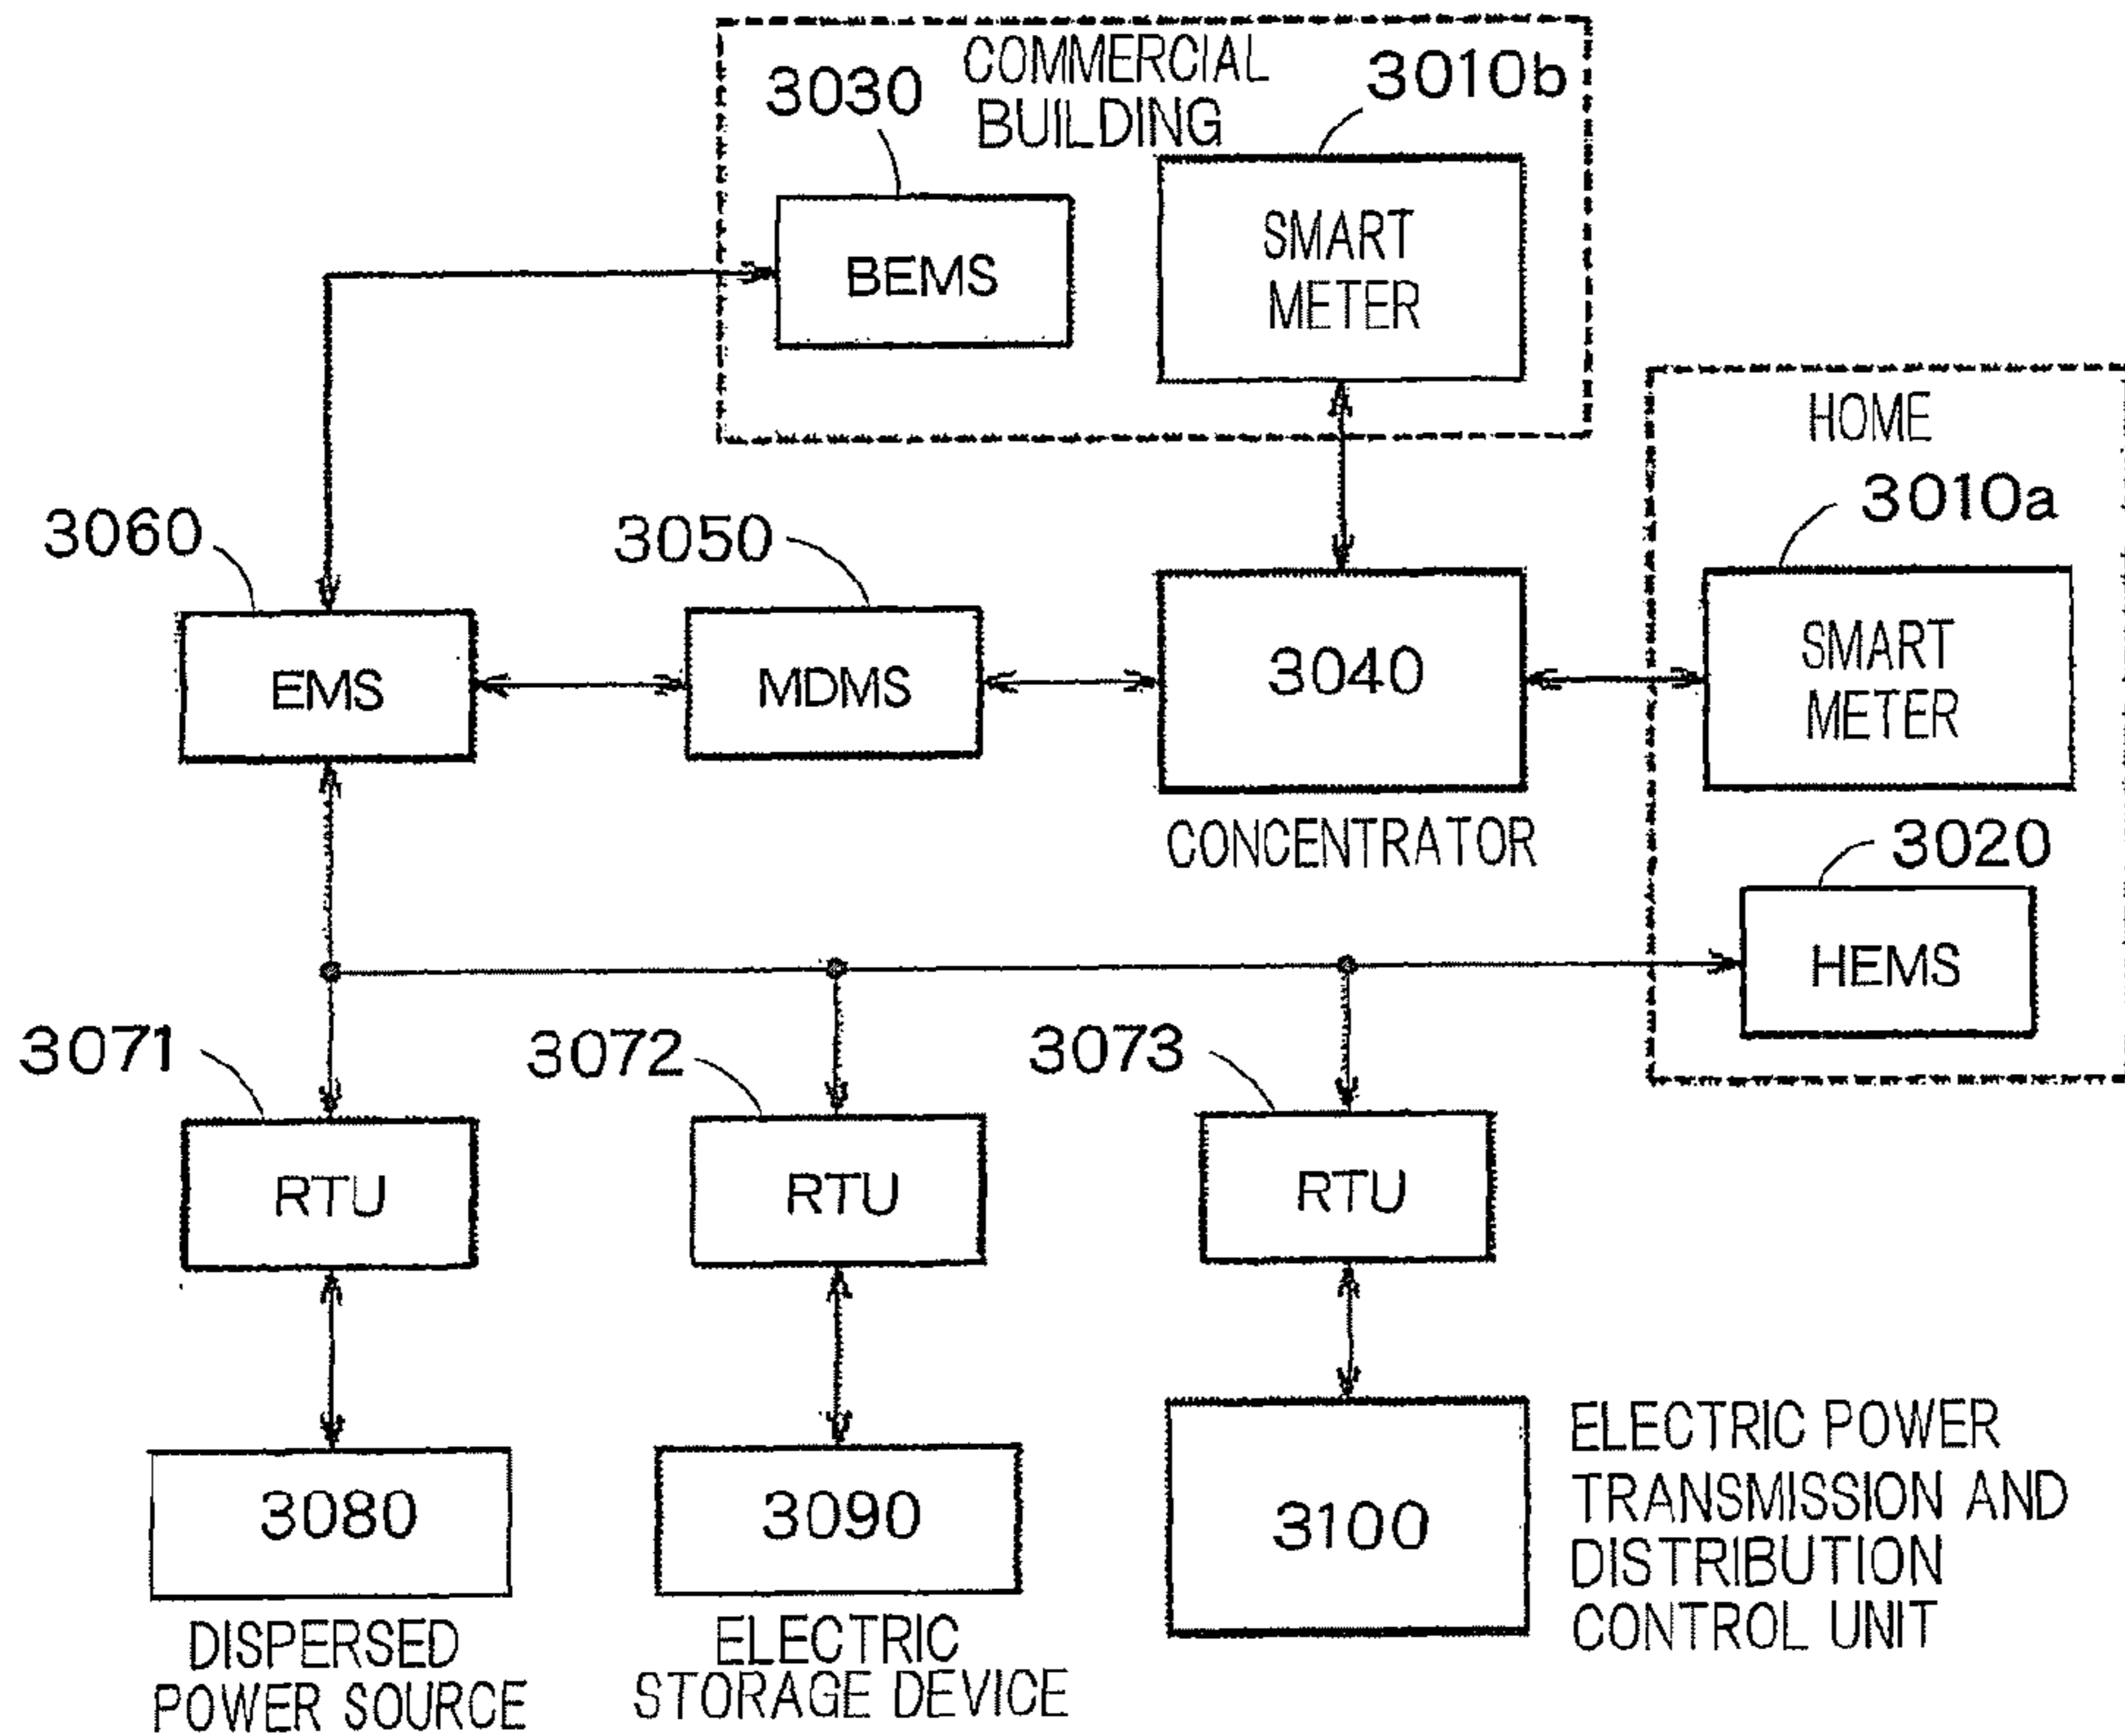 COMMERCIAL
BUILDING
3030
3010b
BEMS
SMART
METER
HOME
3010a
3060
3050
EMS
MDMS
3040
SMART
METER
CONCENTRATOR
3020
HEMS
3071
3072
3073
RTU
RTU
RTU
3080
3090
3100
DISPERSED
POWER SOURCE
ELECTRIC
STORAGE DEVICE
ELECTRIC POWER
TRANSMISSION AND
DISTRIBUTION
CONTROL UNIT